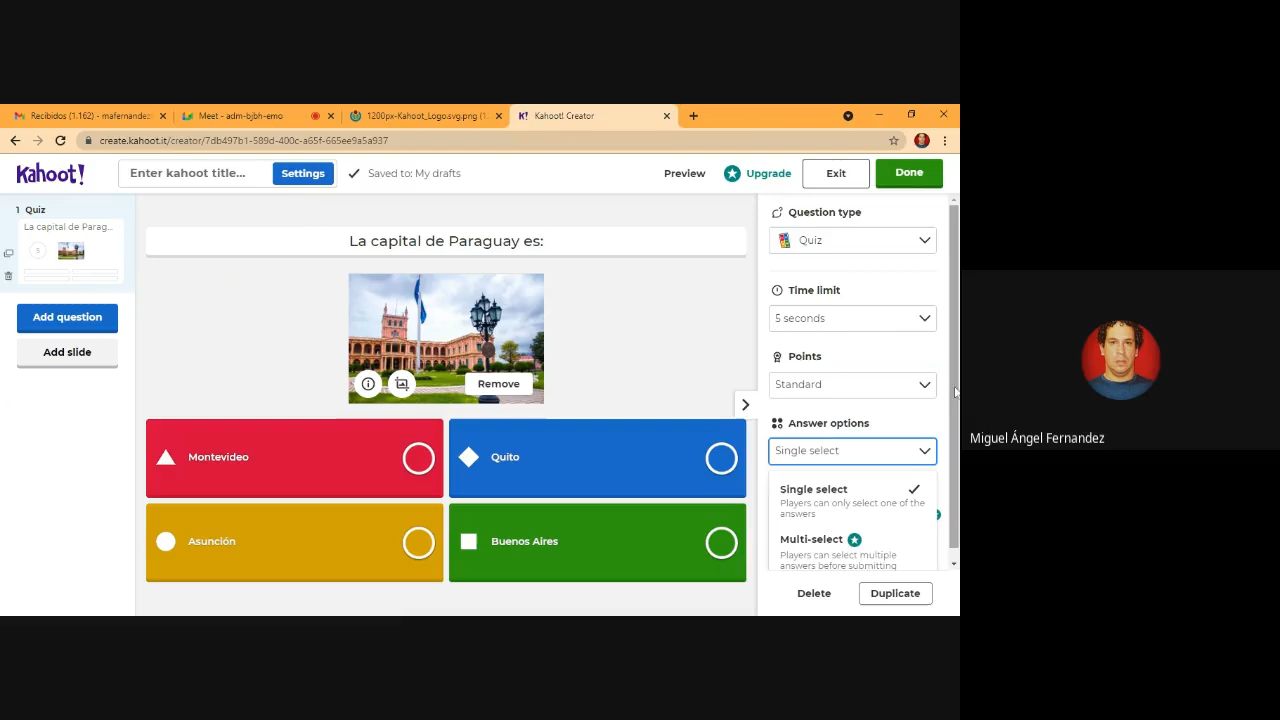 Recibidos (1.162) - mafernandez
Meet - adm-bjbh-emo
1200px-Kahoot_Logo.svg.png (1.
K! Kahoot! Creator
create.kahoot.it/creator/7db497b1-589d-400c-a65f-665ee9a5a937
Kahoot!
Enter kahoot title...
Settings
Saved to: My drafts
Preview
Upgrade
Exit
Done
1 Quiz
La capital de Parag...
5
Add question
Add slide
La capital de Paraguay es:
Remove
Montevideo
Quito
Asunción
Buenos Aires
Question type
Quiz
Time limit
5 seconds
Points
Standard
Answer options
Single select
Single select
Players can only select one of the
answers
Multi-select
Players can select multiple
answers before submitting
Delete
Duplicate
Miguel Ángel Fernandez